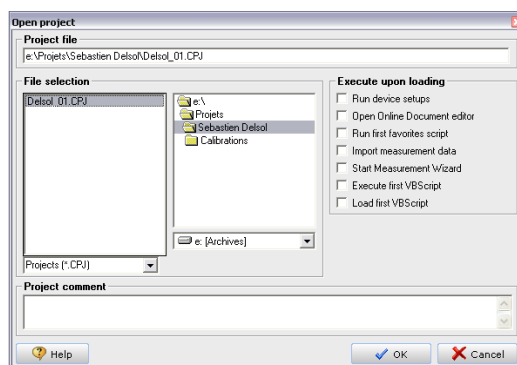 Open project
Project file
e:\Projets\Sebastien Delsol\Delsol_01.CPJ
File selection
Delsol_01.CPJ
e:\
Projets
Sebastien Delsol
Calibrations
e: [Archives]
Projects (*.CPJ)
Execute upon loading
Run device setups
Open Online Document editor
Run first favorites script
Import measurement data
Start Measurement Wizard
Execute first VBScript
Load first VBScript
Project comment
Help
OK
Cancel